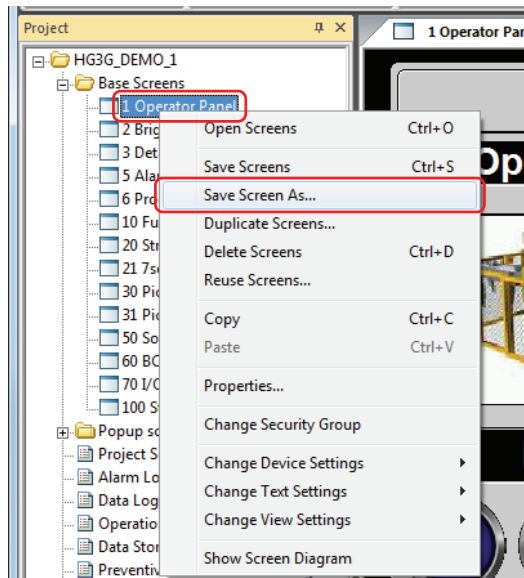 Project
1 Operator Par
HG3G_DEMO_1
Base Screens
1 Operator Panel
2 Brig
3 Det
5 Ala
6 Pro
10 Fu
20 Str
21 7s
30 Pic
31 Pic
50 So
60 BC
70 I/C
100 S
Popup sc
Project S
Alarm Lo
Data Log
Operatio
Data Stor
Preventiv
Open Screens Ctrl+O
Save Screens Ctrl+S
Save Screen As...
Duplicate Screens...
Delete Screens Ctrl+D
Reuse Screens...
Copy Ctrl+C
Paste Ctrl+V
Properties...
Change Security Group
Change Device Settings
Change Text Settings
Change View Settings
Show Screen Diagram
Op